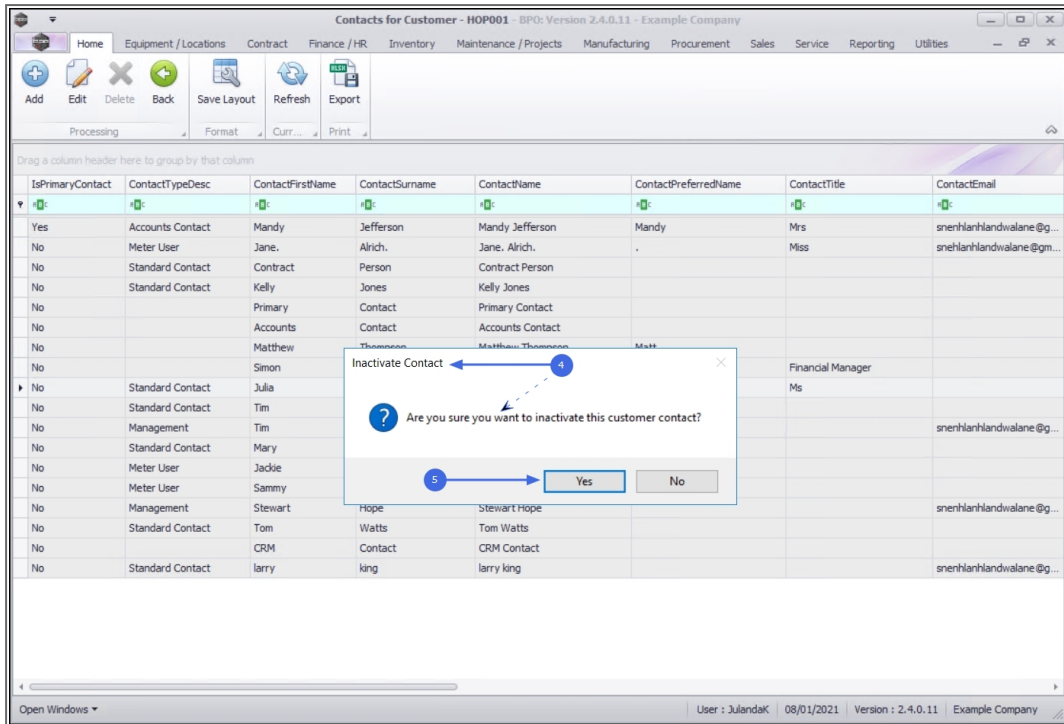 Contacts for Customer - HOP001 - BPO: Version 2.4.0.11 - Example Company
Home Equipment / Locations Contract Finance / HR Inventory Maintenance / Projects Manufacturing Procurement Sales Service Reporting Utilities
Add Edit Delete Back Save Layout Refresh Export
Processing Format Curr... Print
Drag a column header here to group by that column
IsPrimaryContact ContactTypeDesc ContactFirstName ContactSurname ContactName ContactPreferredName ContactTitle ContactEmail
Yes Accounts Contact Mandy Jefferson Mandy Jefferson Mandy Mrs snenhlanhlandwalane@g...
No Meter User Jane. Alrich. Jane. Alrich. . Miss snehlanhlandwalane@gm...
No Standard Contact Contract Person Contract Person
No Standard Contact Kelly Jones Kelly Jones
No Primary Contact Primary Contact
No Accounts Contact Accounts Contact
No Matthew Thompson Matthew Thompson Matt
No Simon Financial Manager
No Standard Contact Julia Ms
No Standard Contact Tim
No Management Tim snenhlanhlandwalane@g...
No Standard Contact Mary
No Meter User Jackie
No Meter User Sammy
No Management Stewart Hope Stewart Hope snenhlanhlandwalane@g...
No Standard Contact Tom Watts Tom Watts
No CRM Contact CRM Contact
No Standard Contact larry king larry king snenhlanhlandwalane@g...
Inactivate Contact 4
Are you sure you want to inactivate this customer contact?
5 Yes No
Open Windows User : JulandaK 08/01/2021 Version : 2.4.0.11 Example Company